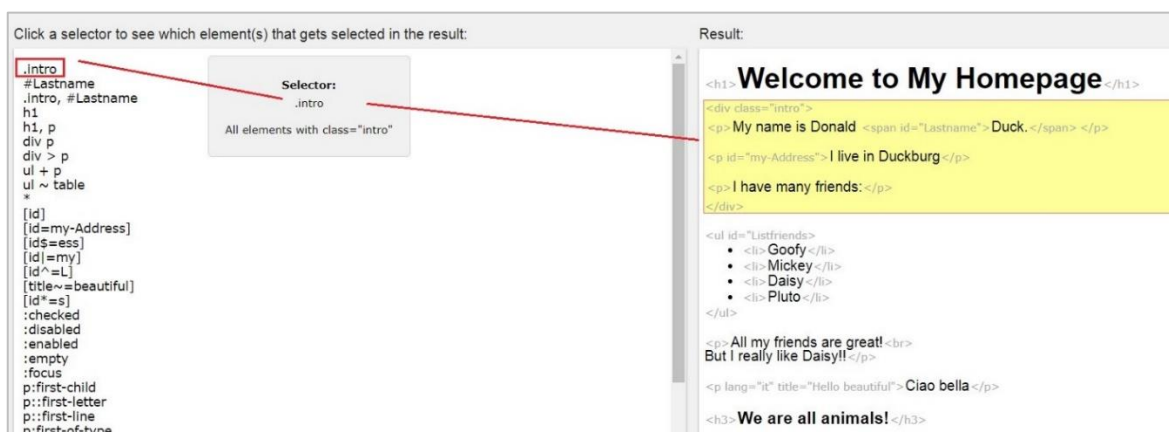 Click a selector to see which element(s) that gets selected in the result:
.intro
#Lastname
.intro, #Lastname
h1
h1, p
div p
div > p
ul + p
ul ~ table
*
[id]
[id=my-Address]
[id$=ess]
[id|=my]
[id^=L]
[title~=beautiful]
[id*=s]
:checked
:disabled
:enabled
:empty
:focus
p:first-child
p::first-letter
p::first-line
p:first-of-type
Selector:
.intro
All elements with class="intro"
Result:
<h1>Welcome to My Homepage</h1>
<div class="intro">
<p>My name is Donald <span id="Lastname">Duck.</span> </p>
<p id="my-Address">I live in Duckburg</p>
<p>I have many friends:</p>
</div>
<ul id="Listfriends>
• <li>Goofy</li>
• <li>Mickey</li>
• <li>Daisy</li>
• <li>Pluto</li>
</ul>
<p>All my friends are great!<br>
But I really like Daisy!!</p>
<p lang="it" title="Hello beautiful">Ciao bella</p>
<h3>We are all animals!</h3>